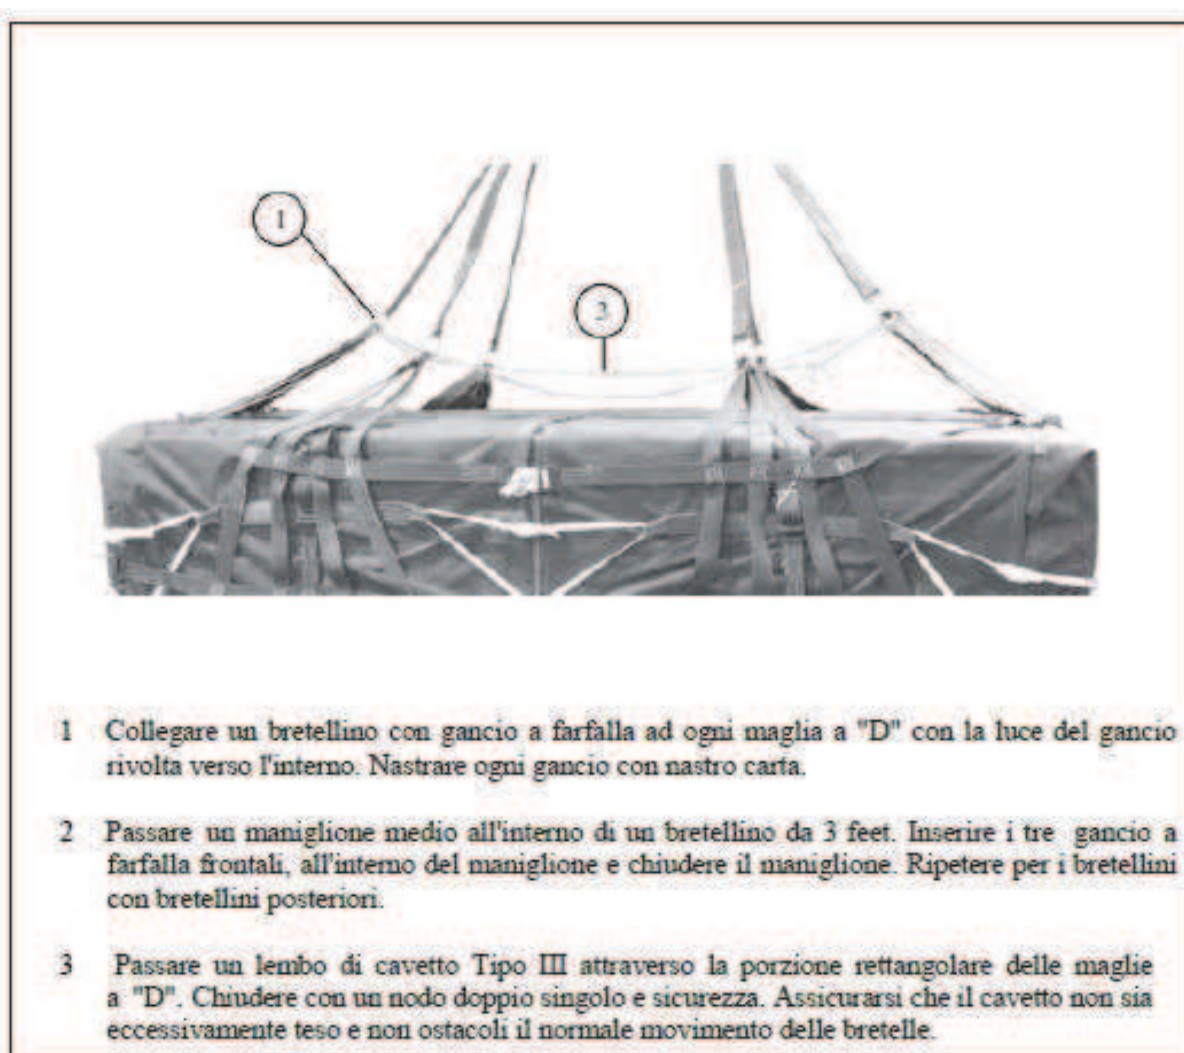 1
2
1 Collegare un bretellino con gancio a farfalla ad ogni maglia a "D" con la luce del gancio
rivolta verso l'interno. Nastrare ogni gancio con nastro carta.
2 Passare un maniglione medio all'interno di un bretellino da 3 feet. Inserire i tre gancio a
farfalla frontali, all'interno del maniglione e chiudere il maniglione. Ripetere per i bretellini
con bretellini posteriori.
3 Passare un lembo di cavetto Tipo III attraverso la porzione rettangolare delle maglie
a "D". Chiudere con un nodo doppio singolo e sicurezza. Assicurarsi che il cavetto non sia
eccessivamente teso e non ostacoli il normale movimento delle bretelle.